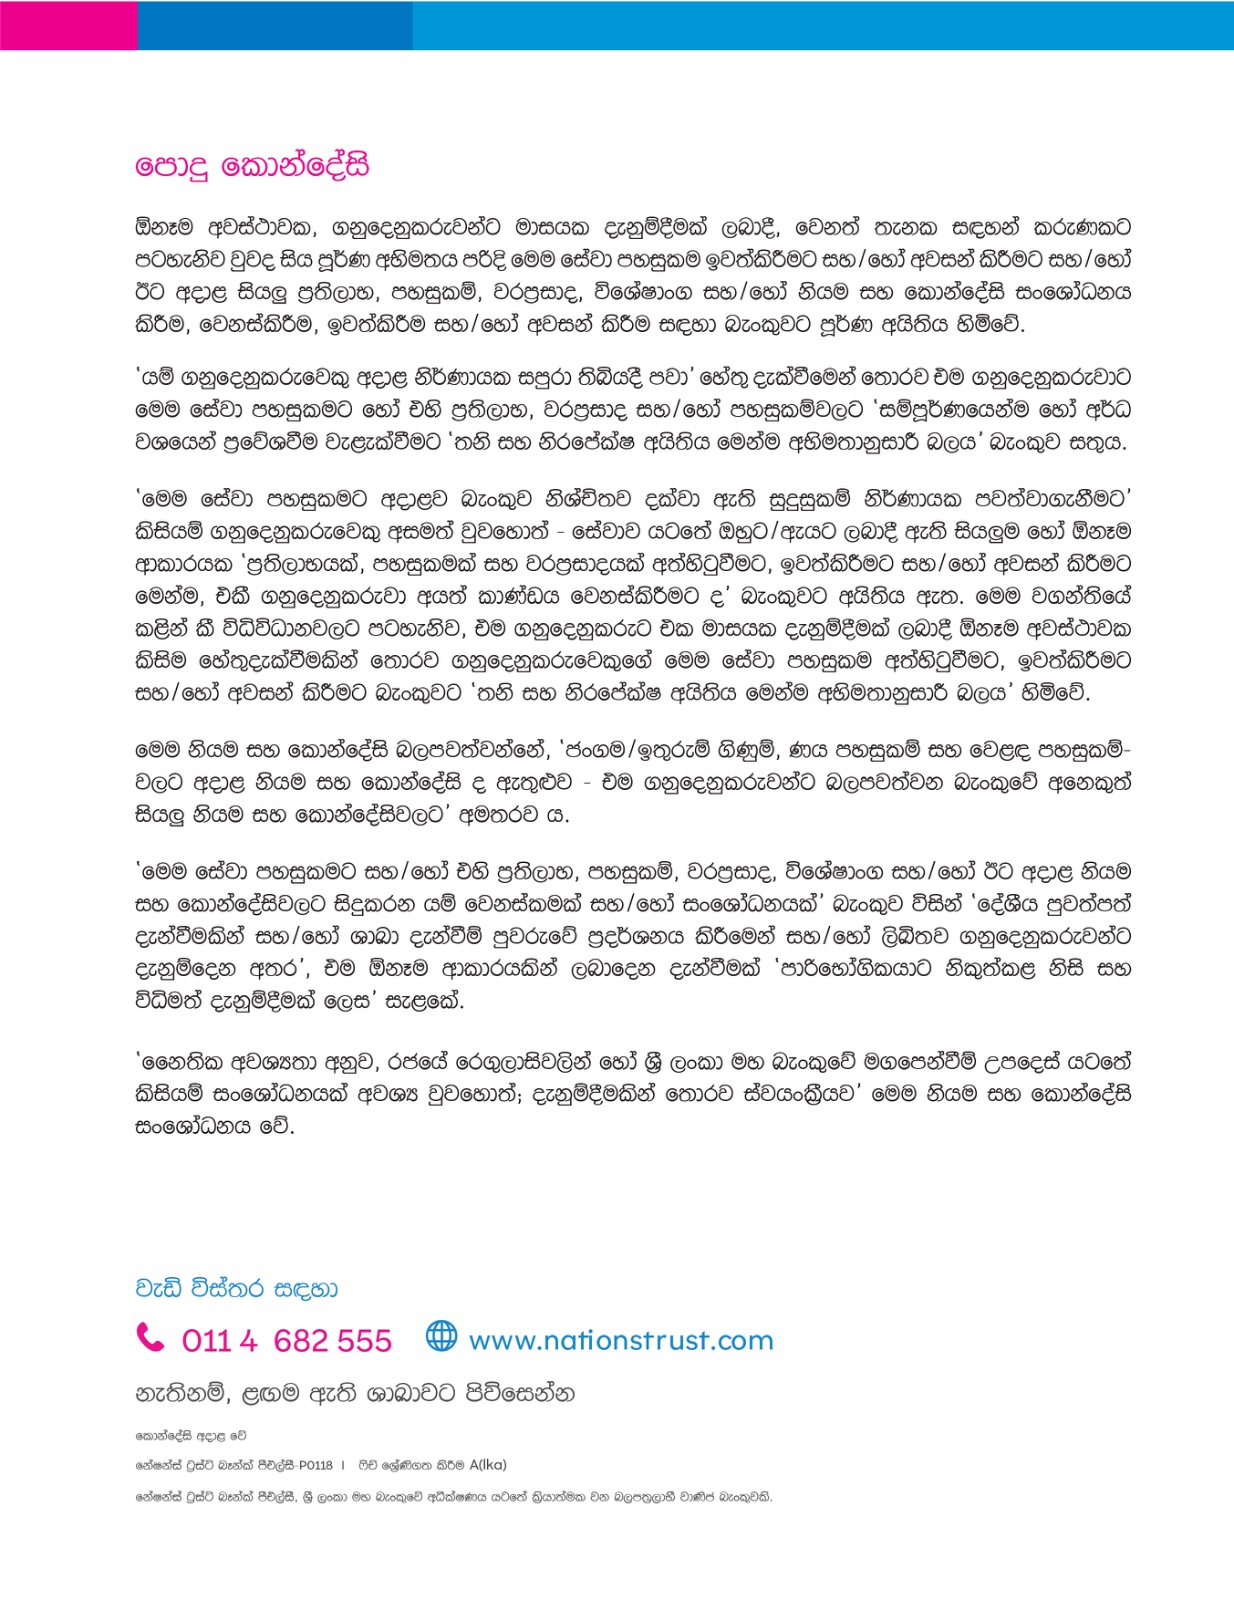 පොදු කොන්දේසි
ඕනෑම අවස්ථාවක, ගනුදෙනුකරුවන්ට මාසයක දැනුම්දීමක් ලබාදී, වෙනත් තැනක සඳහන් කරුණකට
පටහැනිව වුවද සිය පූර්ණ අභිමතය පරිදි මෙම සේවා පහසුකම ඉවත්කිරීමට සහ/හෝ අවසන් කිරීමට සහ/හෝ
ඊට අදාළ සියලු ප්‍රතිලාභ, පහසුකම්, වරප්‍රසාද, විශේෂාංග සහ/හෝ නියම සහ කොන්දේසි සංශෝධනය
කිරීම, වෙනස්කිරීම, ඉවත්කිරීම සහ/හෝ අවසන් කිරීම සඳහා බැංකුවට පූර්ණ අයිතිය හිමිවේ.
‘යම් ගනුදෙනුකරුවෙකු අදාළ නිර්ණායක සපුරා තිබියදී පවා’ හේතු දැක්වීමෙන් තොරව එම ගනුදෙනුකරුවාට
මෙම සේවා පහසුකමට හෝ එහි ප්‍රතිලාභ, වරප්‍රසාද සහ/හෝ පහසුකම්වලට ‘සම්පූර්ණයෙන්ම හෝ අර්ධ
වශයෙන් ප්‍රවේශවීම වැළැක්වීමට ‘තනි සහ නිරපේක්ෂ අයිතිය මෙන්ම අභිමතානුසාරී බලය’ බැංකුව සතුය.
‘මෙම සේවා පහසුකමට අදාළව බැංකුව නිශ්චිතව දක්වා ඇති සුදුසුකම් නිර්ණායක පවත්වාගැනීමට’
කිසියම් ගනුදෙනුකරුවෙකු අසමත් වුවහොත් - සේවාව යටතේ ඔහුට/ඇයට ලබාදී ඇති සියලුම හෝ ඕනෑම
ආකාරයක ‘ප්‍රතිලාභයක්, පහසුකමක් සහ වරප්‍රසාදයක් අත්හිටුවීමට, ඉවත්කිරීමට සහ/හෝ අවසන් කිරීමට
මෙන්ම, එකී ගනුදෙනුකරුවා අයත් කාණ්ඩය වෙනස්කිරීමට ද’ බැංකුවට අයිතිය ඇත. මෙම වගන්තියේ
කළින් කී විධිවිධානවලට පටහැනිව, එම ගනුදෙනුකරුට එක මාසයක දැනුම්දීමක් ලබාදී ඕනෑම අවස්ථාවක
කිසිම හේතුදැක්වීමකින් තොරව ගනුදෙනුකරුවෙකුගේ මෙම සේවා පහසුකම අත්හිටුවීමට, ඉවත්කිරීමට
සහ/හෝ අවසන් කිරීමට බැංකුවට ‘තනි සහ නිරපේක්ෂ අයිතිය මෙන්ම අභිමතානුසාරී බලය’ හිමිවේ.
මෙම නියම සහ කොන්දේසි බලපවත්වන්නේ, ‘ජංගම/ඉතුරුම් ගිණුම්, ණය පහසුකම් සහ වෙළඳ පහසුකම්-
වලට අදාළ නියම සහ කොන්දේසි ද ඇතුළුව - එම ගනුදෙනුකරුවන්ට බලපවත්වන බැංකුවේ අනෙකුත්
සියලු නියම සහ කොන්දේසිවලට’ අමතරව ය.
‘මෙම සේවා පහසුකමට සහ/හෝ එහි ප්‍රතිලාභ, පහසුකම්, වරප්‍රසාද, විශේෂාංග සහ/හෝ ඊට අදාළ නියම
සහ කොන්දේසිවලට සිදුකරන යම් වෙනස්කමක් සහ/හෝ සංශෝධනයක්’ බැංකුව විසින් ‘දේශීය පුවත්පත්
දැන්වීමකින් සහ/හෝ ශාඛා දැන්වීම් පුවරුවේ ප්‍රදර්ශනය කිරීමෙන් සහ/හෝ ලිඛිතව ගනුදෙනුකරුවන්ට
දැනුම්දෙන අතර’, එම ඕනෑම ආකාරයකින් ලබාදෙන දැන්වීමක් ‘පාරිභෝගිකයාට නිකුත්කළ නිසි සහ
විධිමත් දැනුම්දීමක් ලෙස’ සැළකේ.
‘නෛතික අවශ්‍යතා අනුව, රජයේ රෙගුලාසිවලින් හෝ ශ්‍රී ලංකා මහ බැංකුවේ මගපෙන්වීම් උපදෙස් යටතේ
කිසියම් සංශෝධනයක් අවශ්‍ය වුවහොත්; දැනුම්දීමකින් තොරව ස්වයංක්‍රීයව’ මෙම නියම සහ කොන්දේසි
සංශෝධනය වේ.
වැඩි විස්තර සඳහා
011 4 682 555 www.nationstrust.com
නැතිනම්, ළඟම ඇති ශාඛාවට පිවිසෙන්න
කොන්දේසි අදාළ වේ
නේෂන්ස් ට්‍රස්ට් බෑන්ක් පීඑල්සී-P0118 | ෆිච් ශ්‍රේණිගත කිරීම A(lka)
නේෂන්ස් ට්‍රස්ට් බෑන්ක් පීඑල්සී, ශ්‍රී ලංකා මහ බැංකුවේ අධීක්ෂණය යටතේ ක්‍රියාත්මක වන බලපත්‍රලාභී වාණිජ බැංකුවකි.